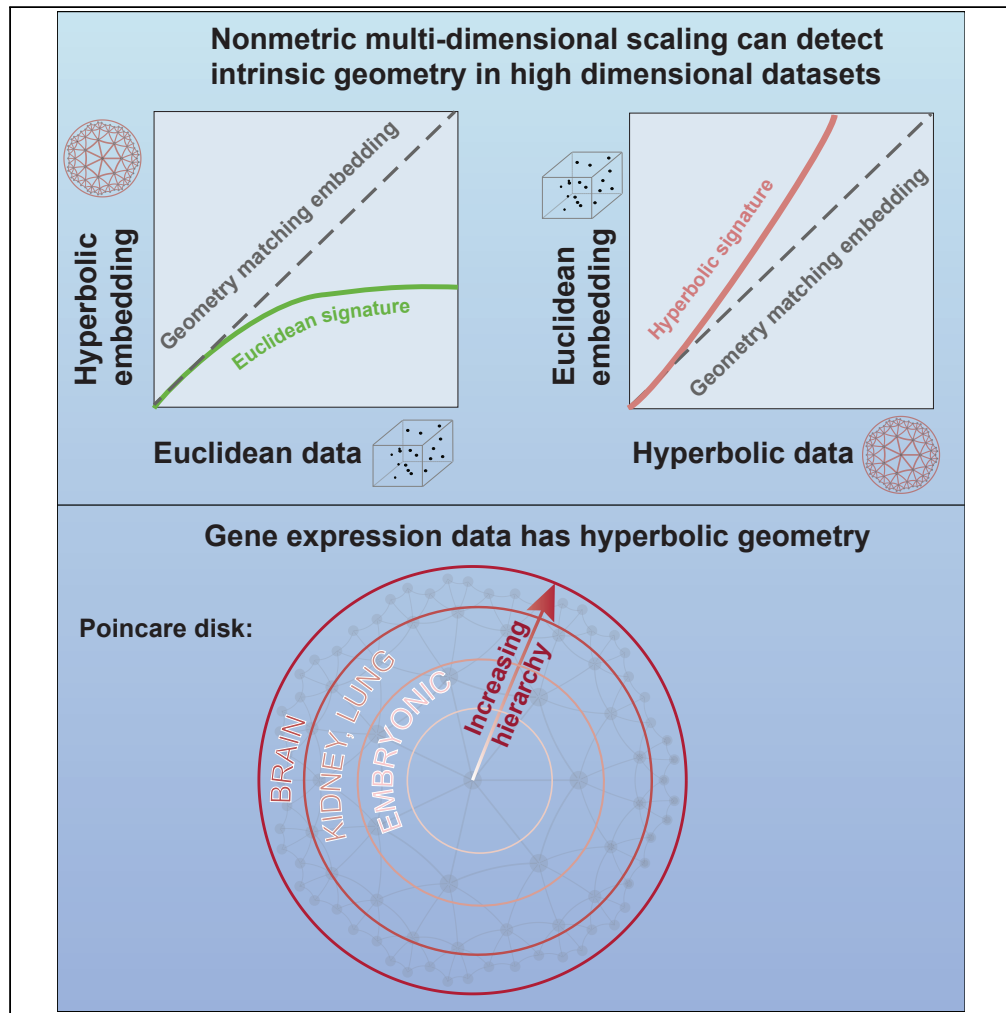 Nonmetric multi-dimensional scaling can detect
intrinsic geometry in high dimensional datasets
Hyperbolic
embedding
Geometry matching embedding
Euclidean signature
Euclidean data
Euclidean
embedding
Hyperbolic signature
Geometry matching embedding
Hyperbolic data
Gene expression data has hyperbolic geometry
Poincare disk:
BRAIN
KIDNEY, LUNG
EMBRYONIC
Increasing
hierarchy